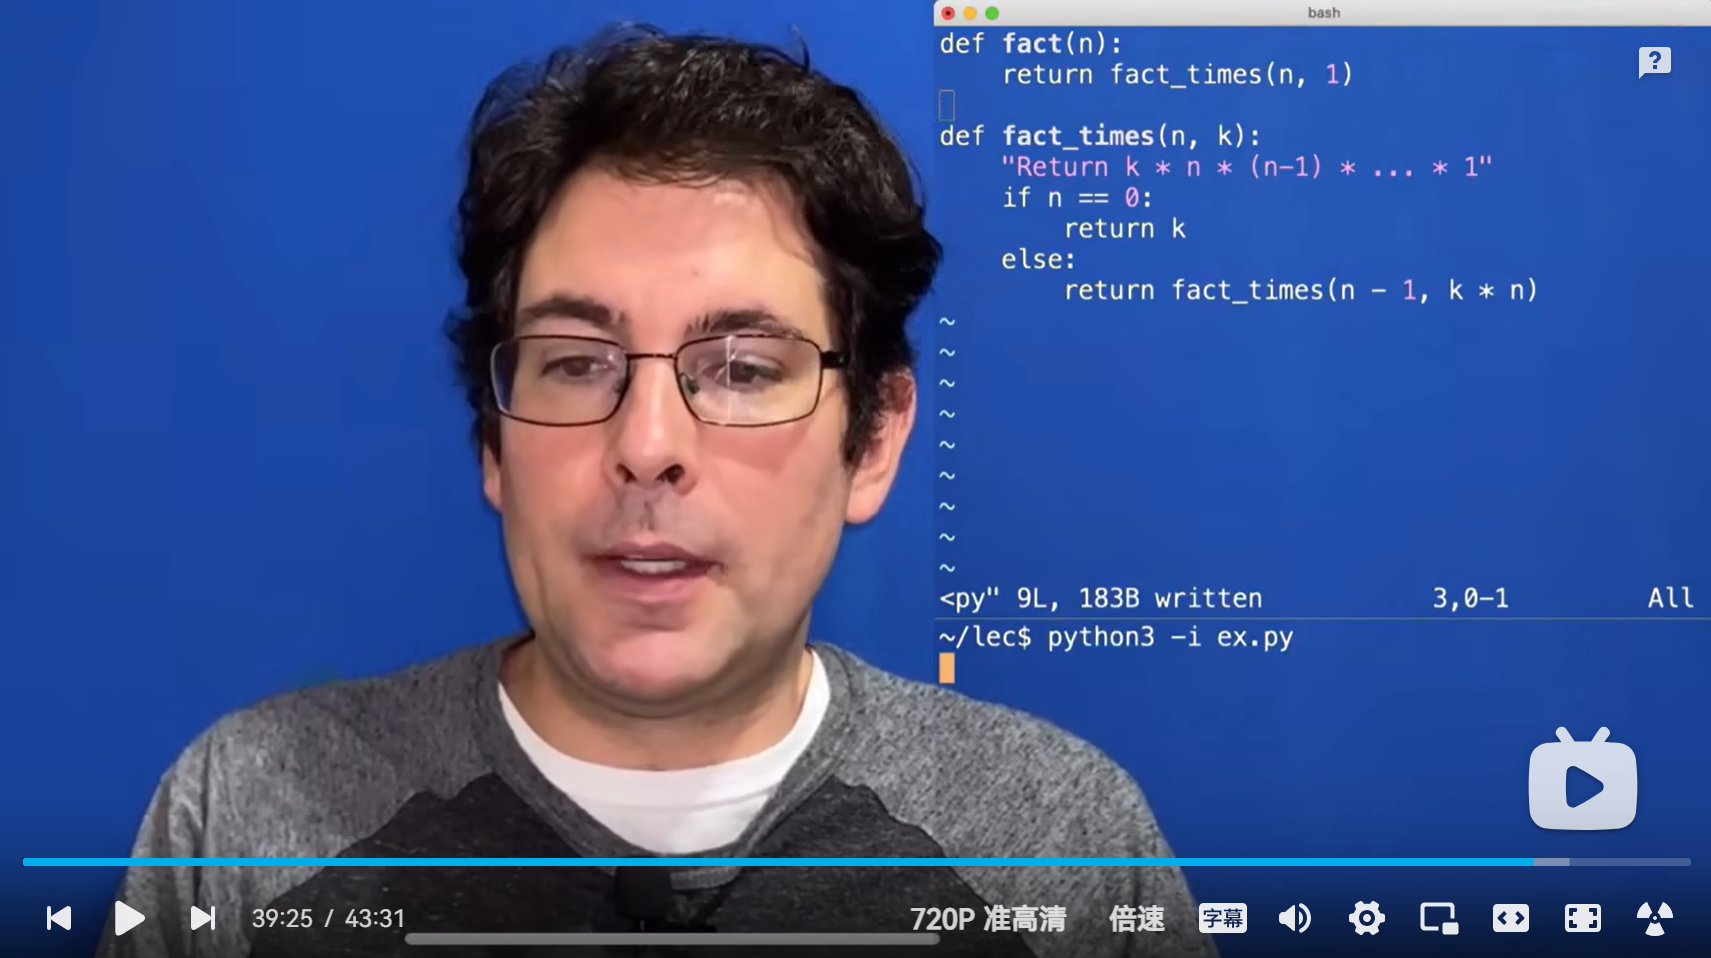 bash
def fact(n):
    return fact_times(n, 1)
def fact_times(n, k):
    "Return k * n * (n-1) * ... * 1"
    if n == 0:
        return k
    else:
        return fact_times(n - 1, k * n)
~
~
~
~
~
~
~
~
~
<py" 9L, 183B written 3,0-1 All
~/lec$ python3 -i ex.py
39:25 / 43:31 720P 准高清 倍速 字幕